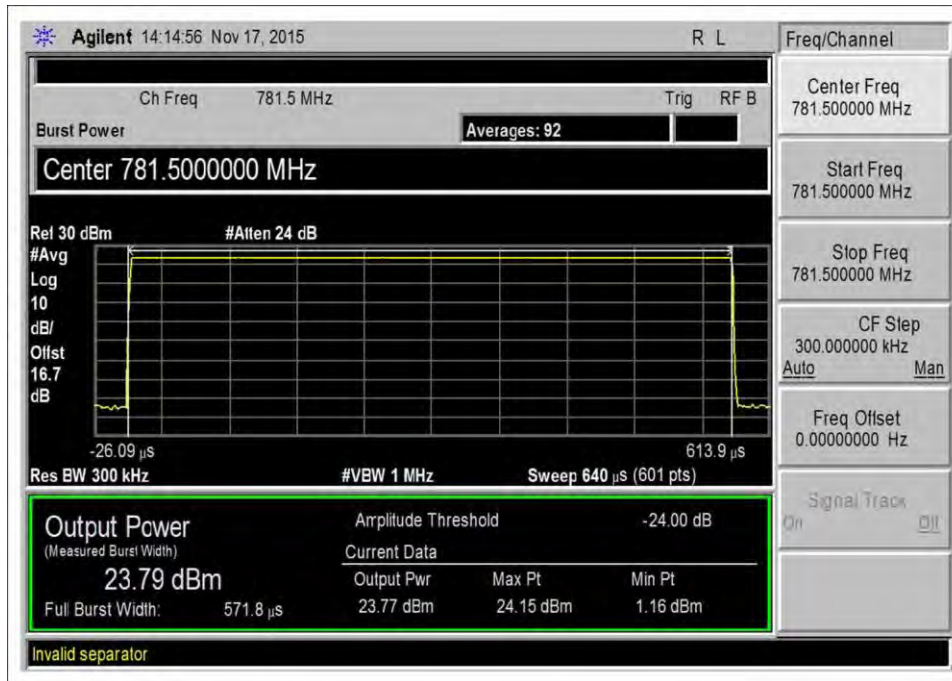 Agilent 14:14:56 Nov 17, 2015 R L Freq/Channel
Ch Freq 781.5 MHz Trig RF B
Burst Power Averages: 92
Center 781.5000000 MHz
Ref 30 dBm #Atten 24 dB
#Avg
Log
10
dB/
Offst
16.7
dB
-26.09 µs 613.9 µs
Res BW 300 kHz #VBW 1 MHz Sweep 640 µs (601 pts)
Output Power
(Measured Burst Width)
23.79 dBm
Full Burst Width: 571.8 µs
Amplitude Threshold -24.00 dB
Current Data
Output Pwr Max Pt Min Pt
23.77 dBm 24.15 dBm 1.16 dBm
Invalid separator
Center Freq
781.500000 MHz
Start Freq
781.500000 MHz
Stop Freq
781.500000 MHz
CF Step
300.000000 kHz
Auto Man
Freq Offset
0.00000000 Hz
Signal Track
On Off